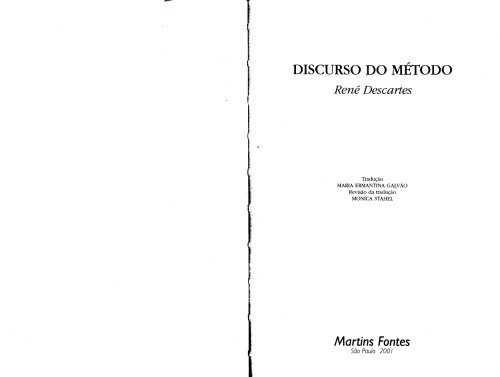 DISCURSO DO MÉTODO
René Descartes
Tradução
MARIA ERMANTINA GALVÃO
Revisão da tradução
MONICA STAHEL
Martins Fontes
São Paulo 2001